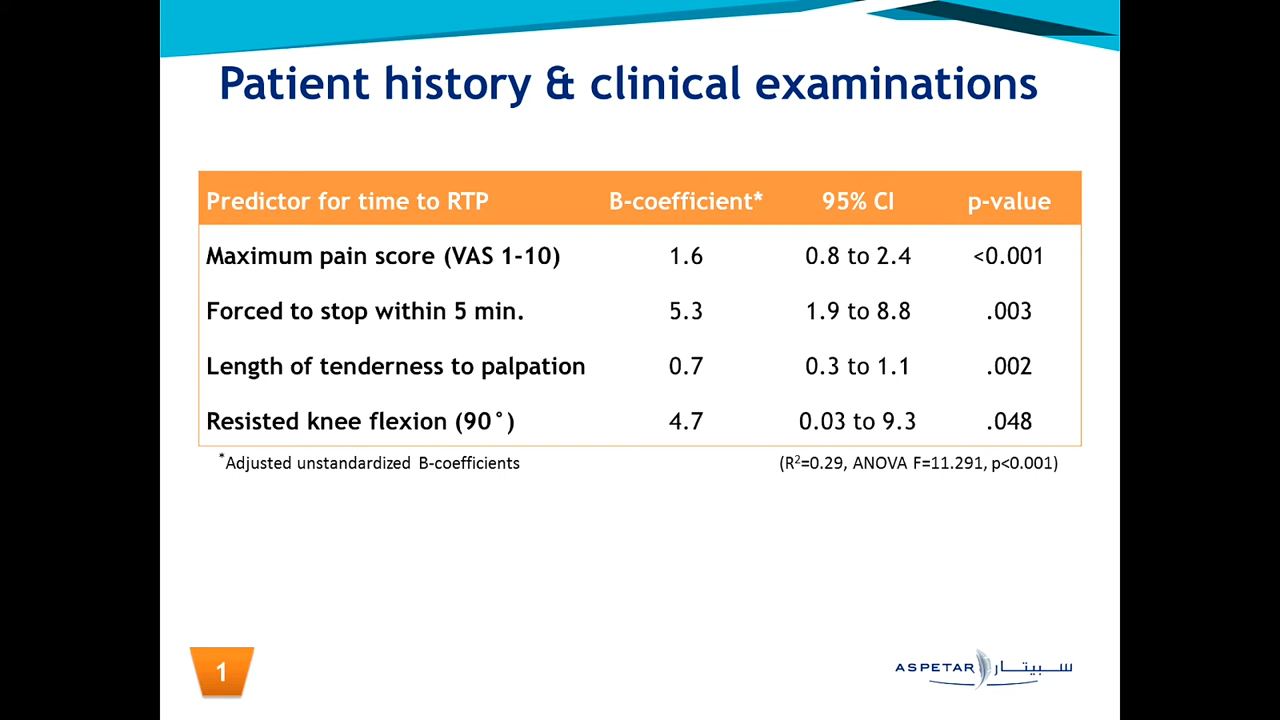 Patient history & clinical examinations
Predictor for time to RTP B-coefficient* 95% CI p-value
Maximum pain score (VAS 1-10) 1.6 0.8 to 2.4 <0.001
Forced to stop within 5 min. 5.3 1.9 to 8.8 .003
Length of tenderness to palpation 0.7 0.3 to 1.1 .002
Resisted knee flexion (90°) 4.7 0.03 to 9.3 .048
*Adjusted unstandardized B-coefficients (R²=0.29, ANOVA F=11.291, p<0.001)
1
ASPETAR سبيتار